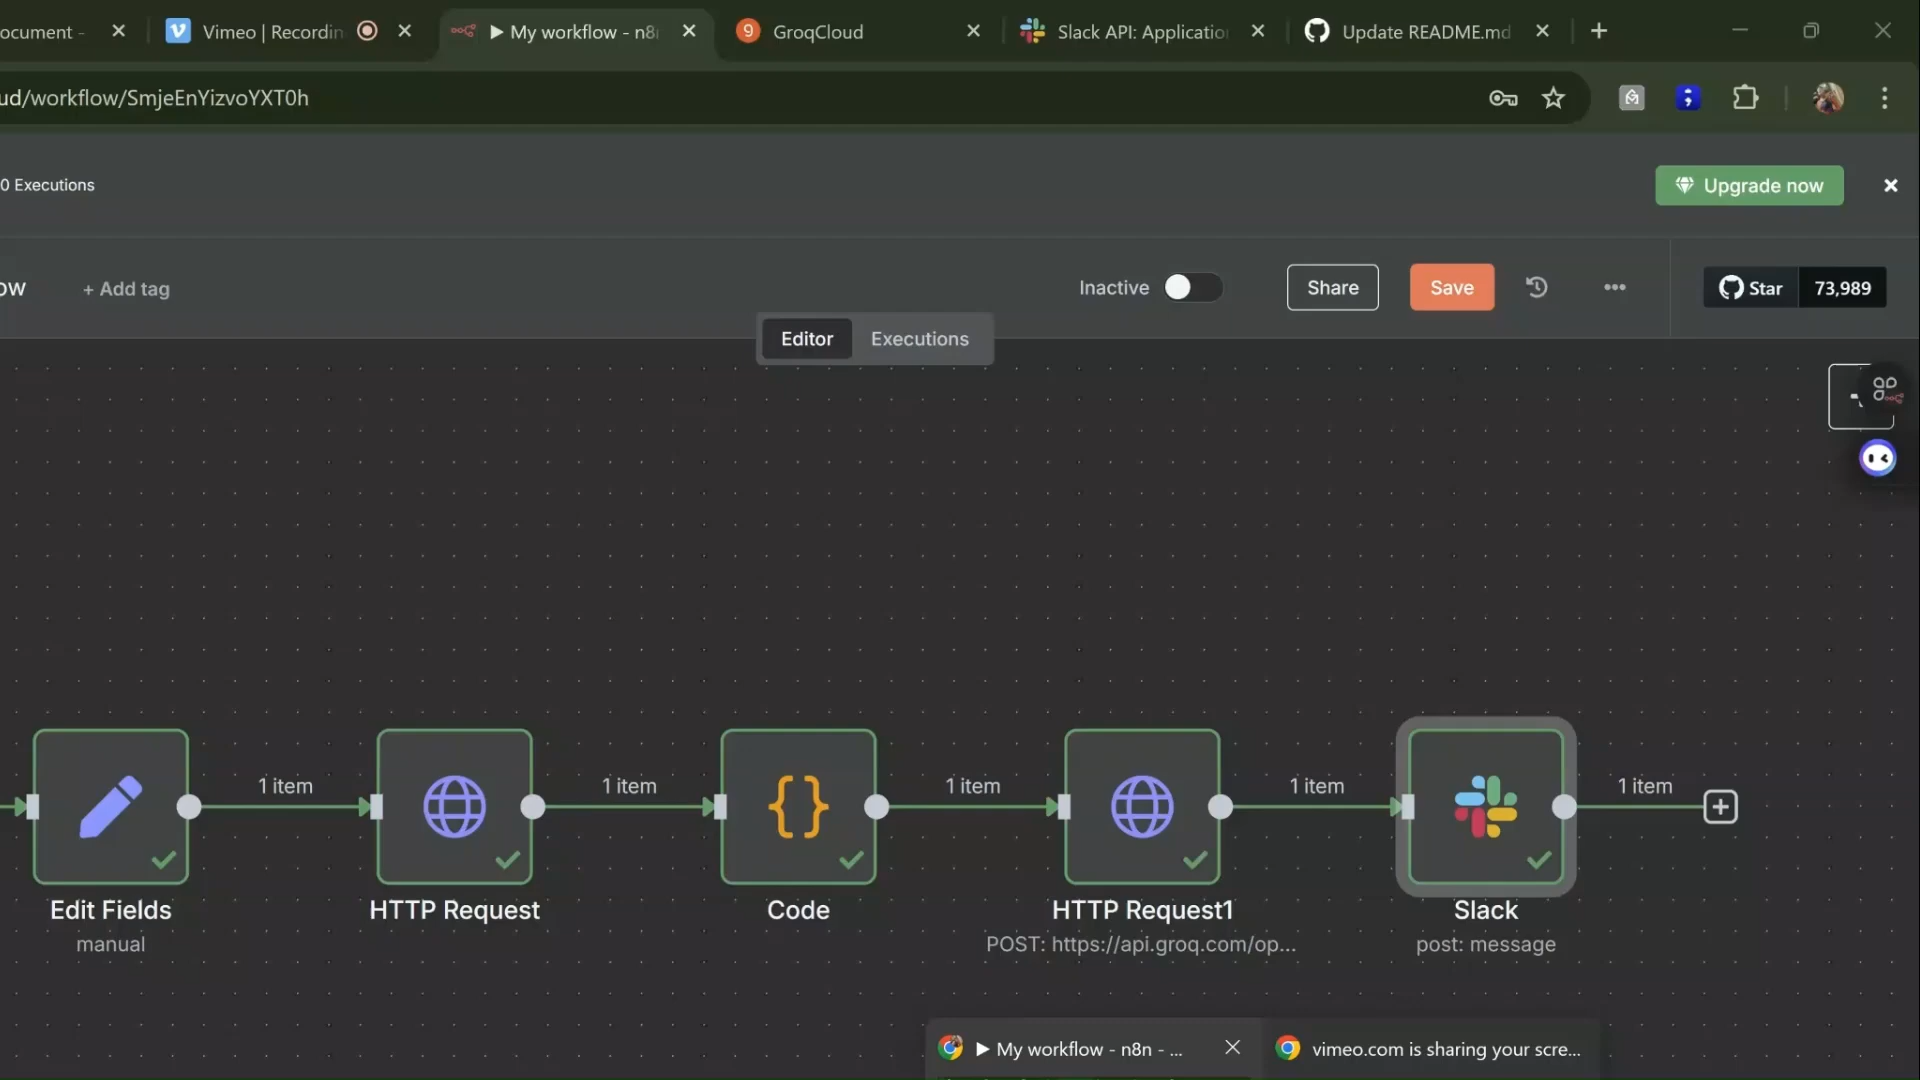 ocument -
Vimeo | Recordin
▶ My workflow - n8
9 GroqCloud
Slack API: Applicatio
Update README.md
ud/workflow/SmjeEnYizvoYXT0h
0 Executions
Upgrade now
ow
+ Add tag
Inactive
Share
Save
Star
73,989
Editor
Executions
1 item
1 item
1 item
1 item
1 item
Edit Fields
manual
HTTP Request
Code
HTTP Request1
POST: https://api.groq.com/op...
Slack
post: message
▶ My workflow - n8n - ...
vimeo.com is sharing your scre...